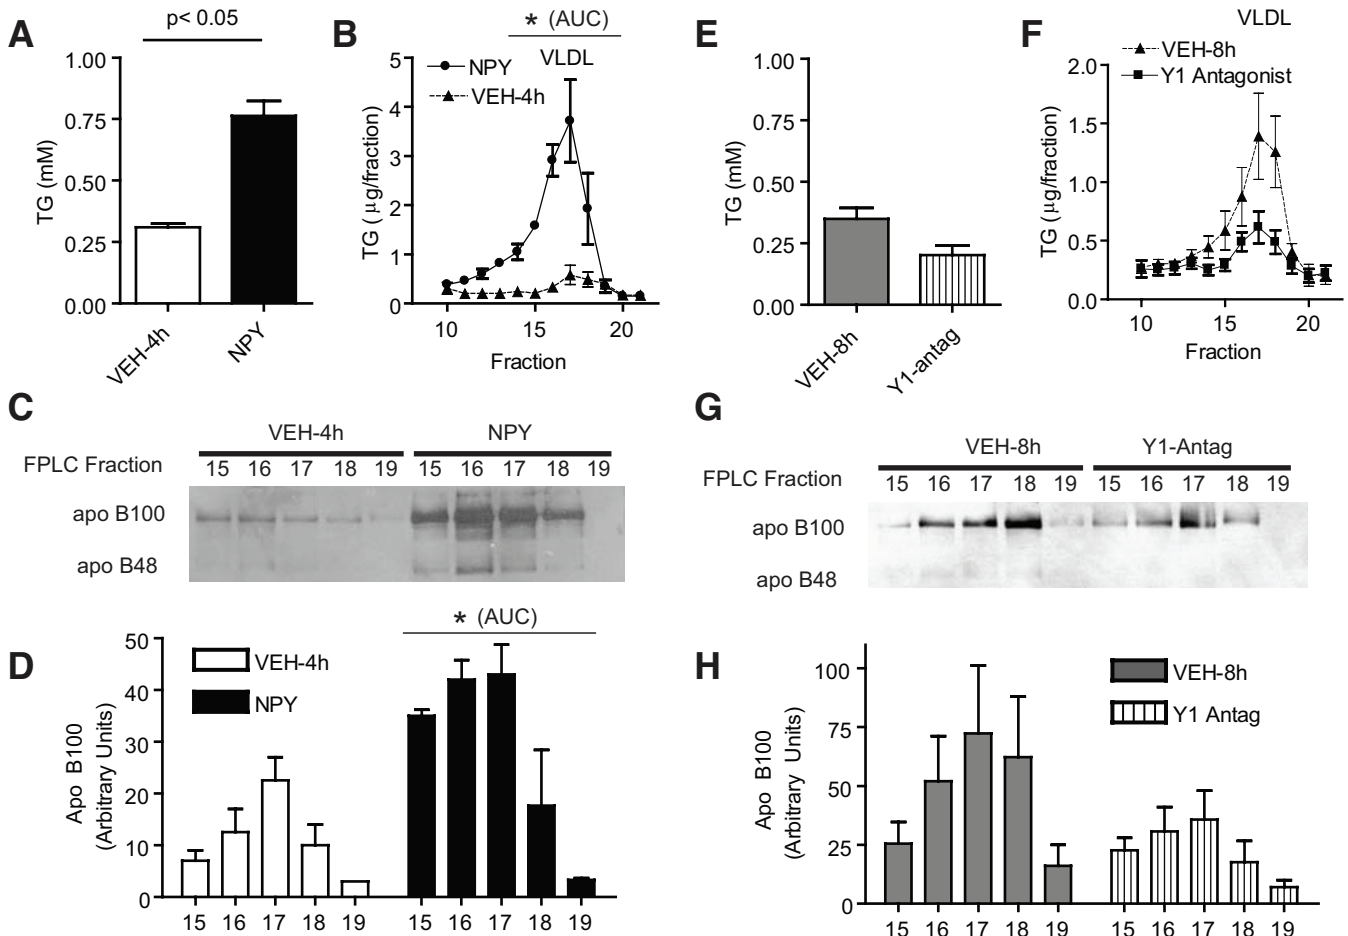 A
p< 0.05
TG (mM)
1.00
0.75
0.50
0.25
0.00
VEH-4h
NPY
B
* (AUC)
VLDL
NPY
VEH-4h
TG ( μg/fraction)
5
4
3
2
1
0
10 15 20
Fraction
E
TG (mM)
1.00
0.75
0.50
0.25
0.00
VEH-8h
Y1-antag
F
VLDL
VEH-8h
Y1 Antagonist
TG (μg/fraction)
2.0
1.5
1.0
0.5
0.0
10 15 20
Fraction
C
VEH-4h NPY
FPLC Fraction 15 16 17 18 19 15 16 17 18 19
apo B100
apo B48
G
VEH-8h Y1-Antag
FPLC Fraction 15 16 17 18 19 15 16 17 18 19
apo B100
apo B48
D
* (AUC)
VEH-4h
NPY
Apo B100
(Arbitrary Units)
50
40
30
20
10
0
15 16 17 18 19 15 16 17 18 19
H
VEH-8h
Y1 Antag
Apo B100
(Arbitrary Units)
100
75
50
25
0
15 16 17 18 19 15 16 17 18 19